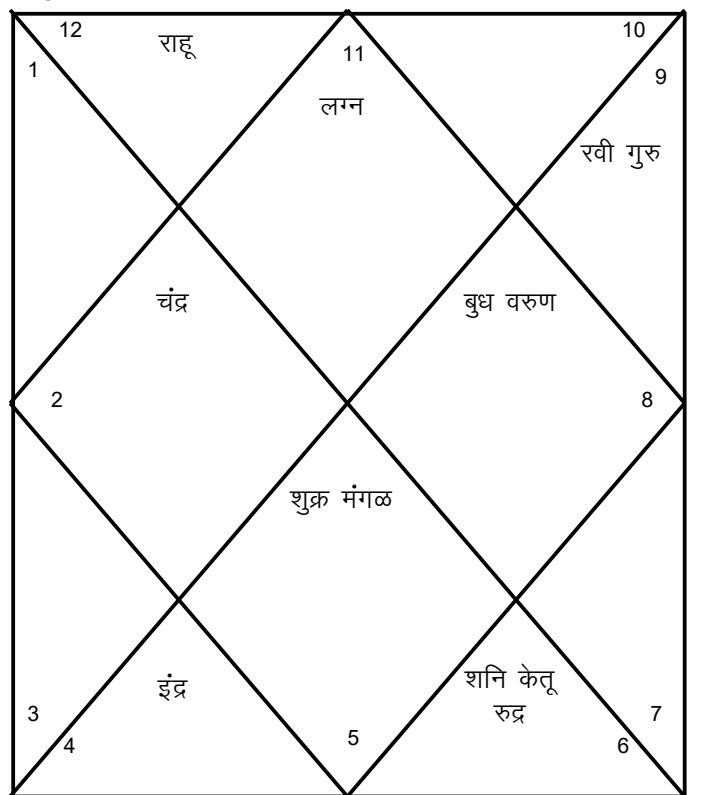 12
राहू
11
10
1
9
लग्न
रवी गुरु
चंद्र
बुध वरुण
2
8
शुक्र मंगळ
इंद्र
शनि केतू
रुद्र
3
7
4
5
6